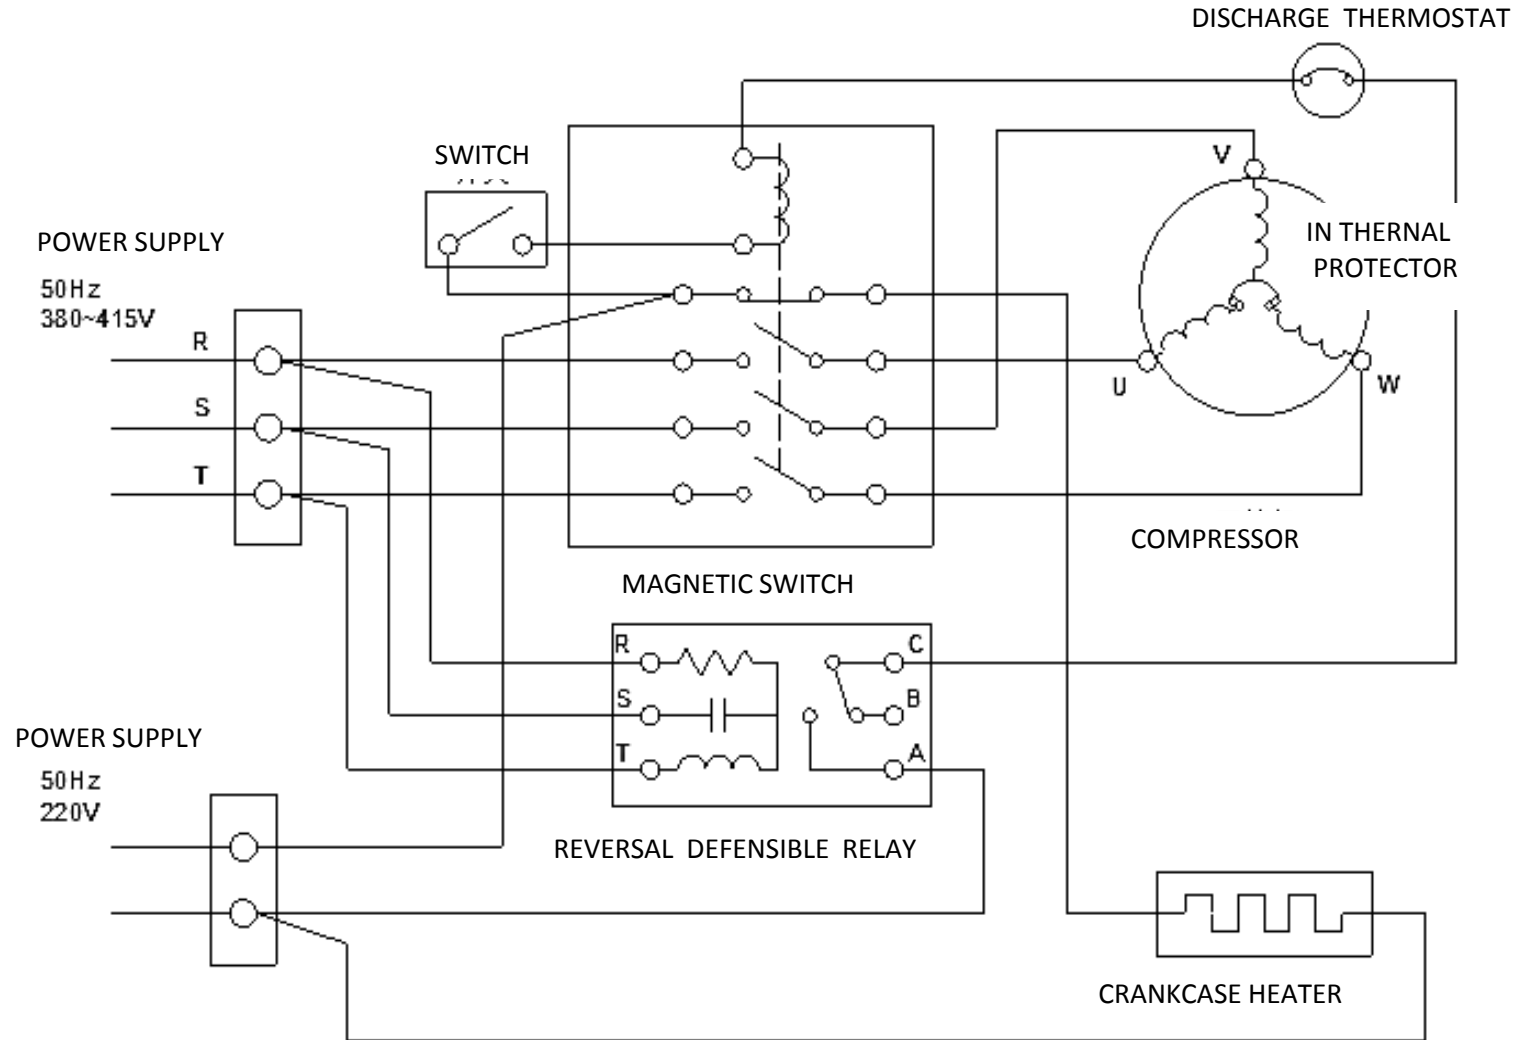 DISCHARGE THERMOSTAT
SWITCH
V
POWER SUPPLY
IN THERNAL
PROTECTOR
50Hz
380~415V
R
U
W
S
T
COMPRESSOR
MAGNETIC SWITCH
R
C
S
B
POWER SUPPLY
T
A
50Hz
220V
REVERSAL DEFENSIBLE RELAY
CRANKCASE HEATER